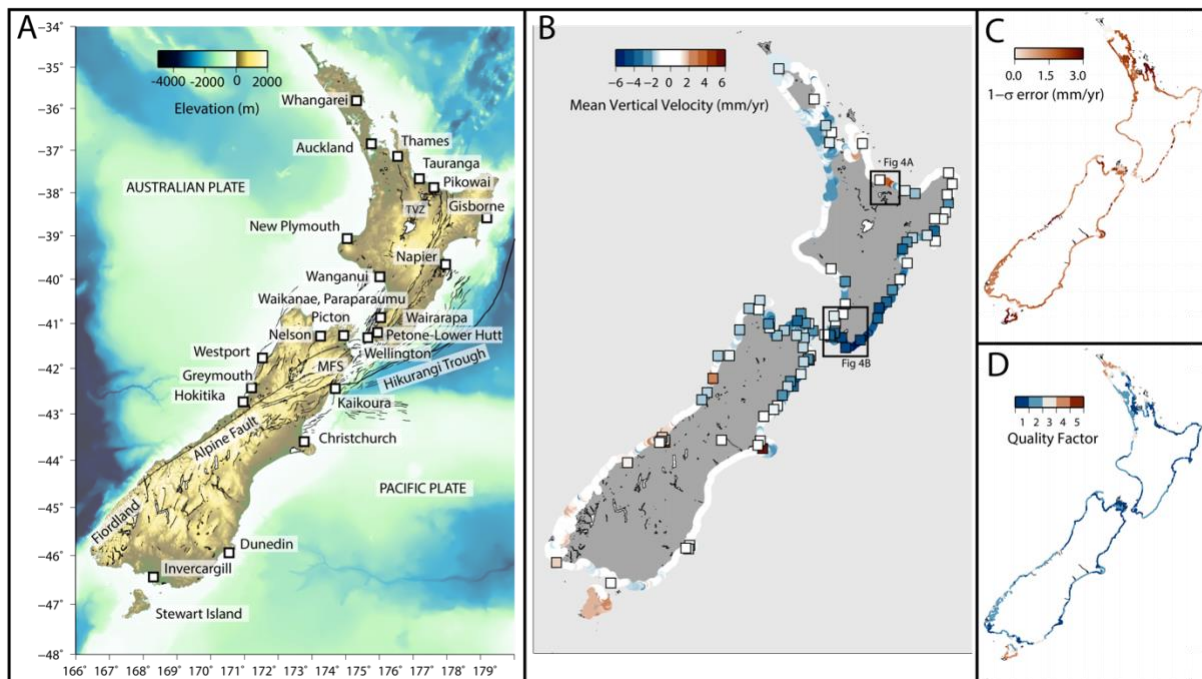 A
−34°
−35°
−36°
−37°
−38°
−39°
−40°
−41°
−42°
−43°
−44°
−45°
−46°
−47°
−48°
166° 167° 168° 169° 170° 171° 172° 173° 174° 175° 176° 177° 178° 179°
-4000 -2000 0 2000
Elevation (m)
Whangarei
Auckland
Thames
Tauranga
Pikowai
AUSTRALIAN PLATE
TVZ
Gisborne
New Plymouth
Napier
Wanganui
Waikanae, Paraparaumu
Picton
Wairarapa
Nelson
Petone-Lower Hutt
Wellington
Westport
MFS
Hikurangi Trough
Greymouth
Hokitika
Kaikoura
Alpine Fault
Christchurch
PACIFIC PLATE
Fiordland
Dunedin
Invercargill
Stewart Island
B
−6 −4 −2 0 2 4 6
Mean Vertical Velocity (mm/yr)
Fig 4A
Fig 4B
C
0.0 1.5 3.0
1−σ error (mm/yr)
D
1 2 3 4 5
Quality Factor